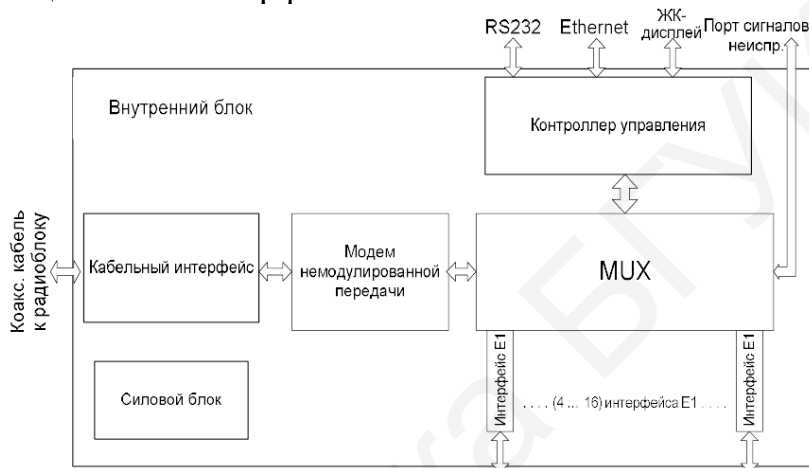 RS232 Ethernet ЖК-
дисплей
Порт сигналов
неиспр.
Внутренний блок
Контроллер управления
Коакс. кабель
к радиоблоку
Кабельный интерфейс
Модем
немодулированной
передачи
MUX
Силовой блок
Интерфейс E1
. . . . (4 ... 16) интерфейса E1 . . . .
Интерфейс E1